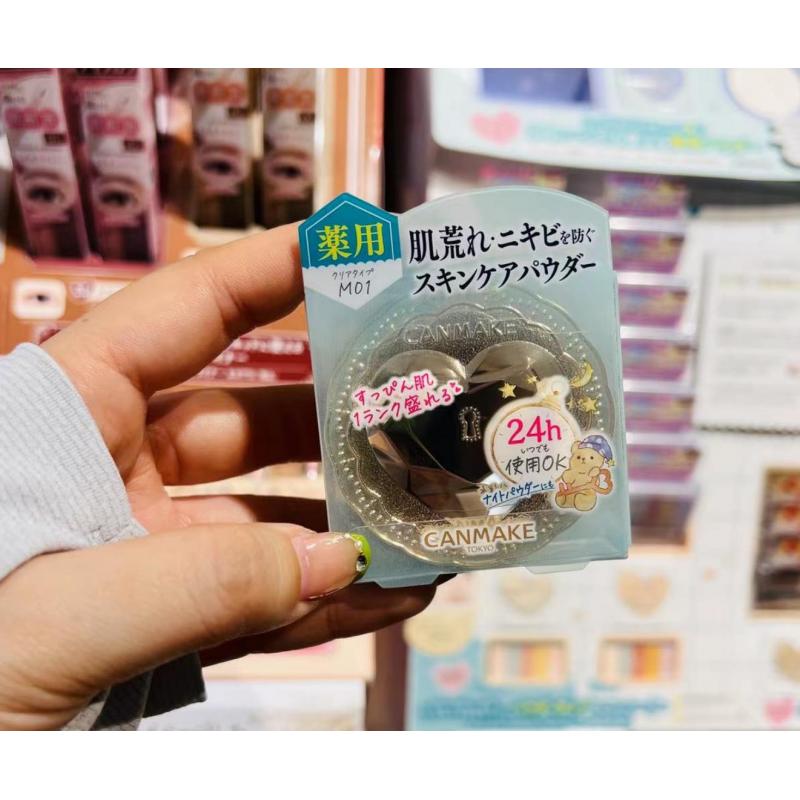 薬用
クリアタイプ
M01
肌荒れ・ニキビを防ぐ
スキンケアパウダー
CANMAKE
すっぴん肌
1ランク盛れる
24h
いつでも
使用OK
ナイトパウダーにも
CANMAKE
TOKYO